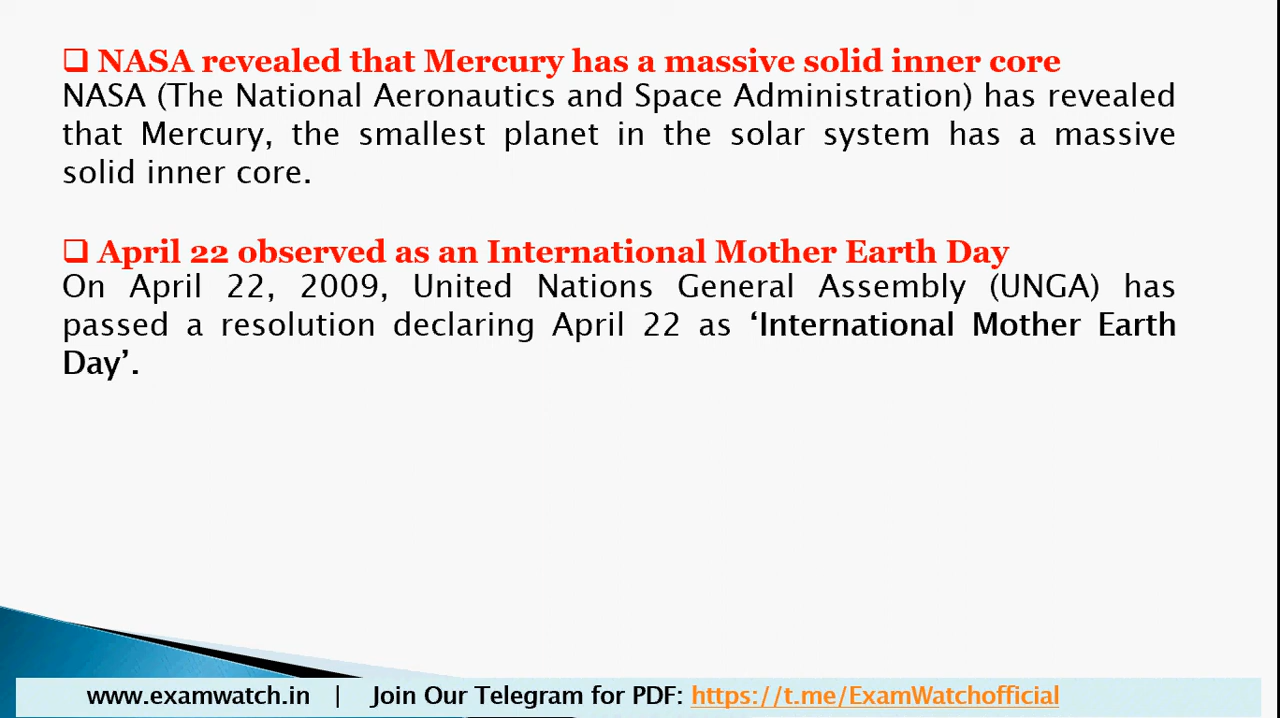 ❑ NASA revealed that Mercury has a massive solid inner core
NASA (The National Aeronautics and Space Administration) has revealed
that Mercury, the smallest planet in the solar system has a massive
solid inner core.
❑ April 22 observed as an International Mother Earth Day
On April 22, 2009, United Nations General Assembly (UNGA) has
passed a resolution declaring April 22 as ‘International Mother Earth
Day’.
www.examwatch.in | Join Our Telegram for PDF: https://t.me/ExamWatchofficial